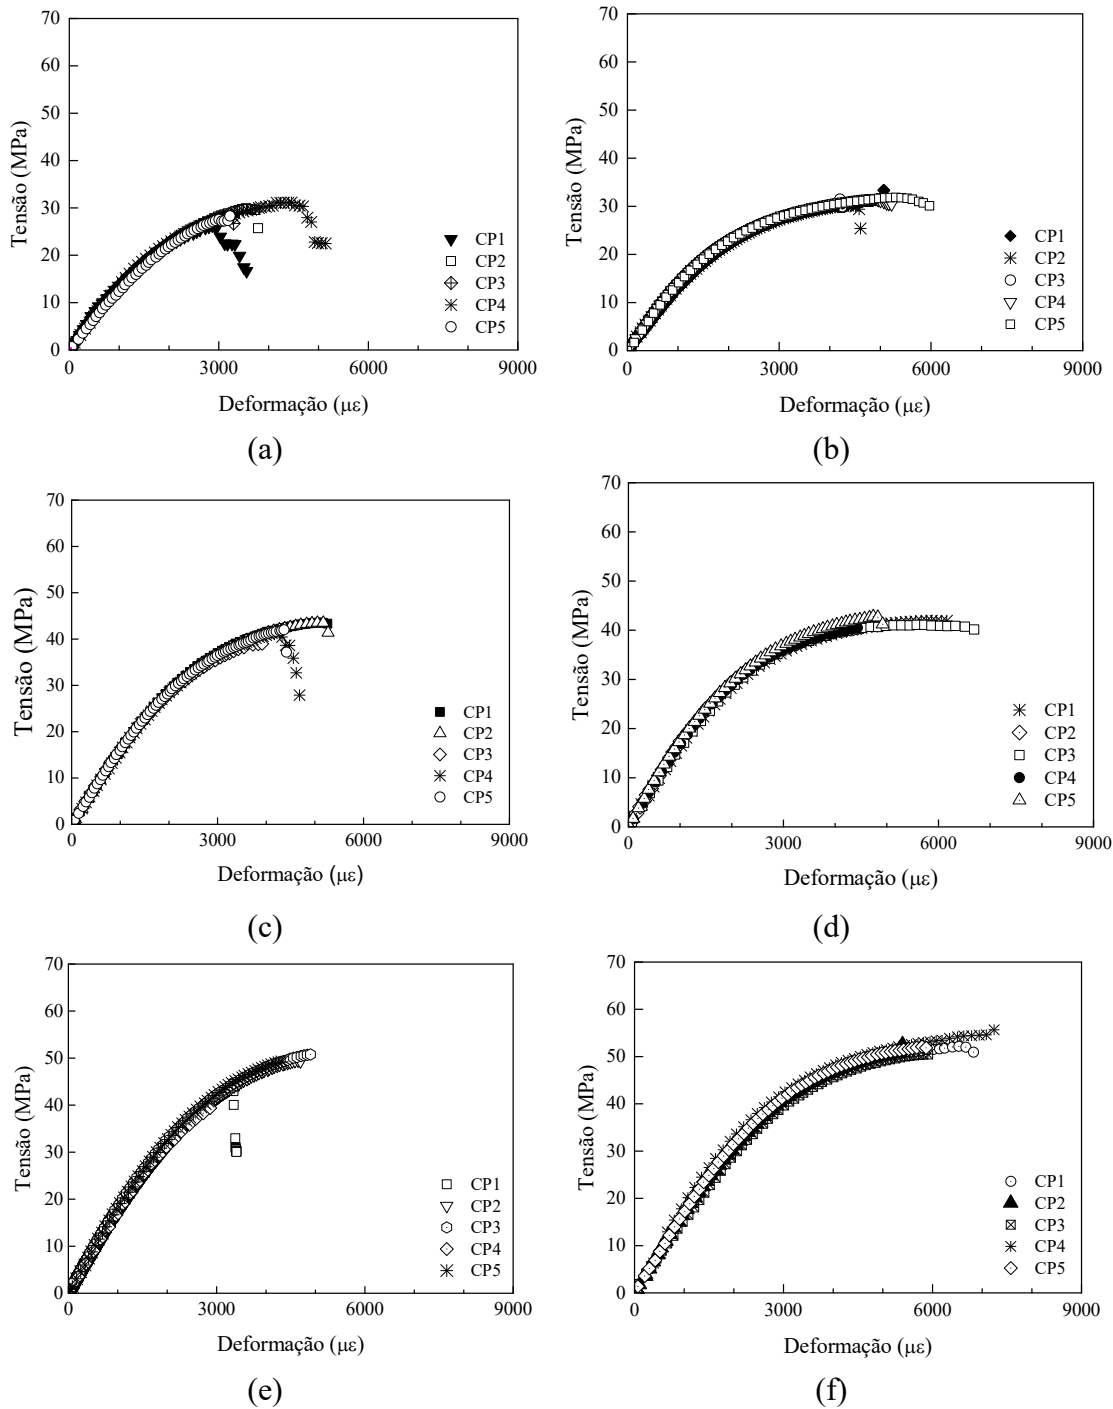 70
60
50
40
30
20
10
0
Tensão (MPa)
CP1
CP2
CP3
CP4
CP5
0 3000 6000 9000
Deformação (με)
(a)
70
60
50
40
30
20
10
0
Tensão (MPa)
CP1
CP2
CP3
CP4
CP5
0 3000 6000 9000
Deformação (με)
(b)
70
60
50
40
30
20
10
0
Tensão (MPa)
CP1
CP2
CP3
CP4
CP5
0 3000 6000 9000
Deformação (με)
(c)
70
60
50
40
30
20
10
0
Tensão (MPa)
CP1
CP2
CP3
CP4
CP5
0 3000 6000 9000
Deformação (με)
(d)
70
60
50
40
30
20
10
0
Tensão (MPa)
CP1
CP2
CP3
CP4
CP5
0 3000 6000 9000
Deformação (με)
(e)
70
60
50
40
30
20
10
0
Tensão (MPa)
CP1
CP2
CP3
CP4
CP5
0 3000 6000 9000
Deformação (με)
(f)